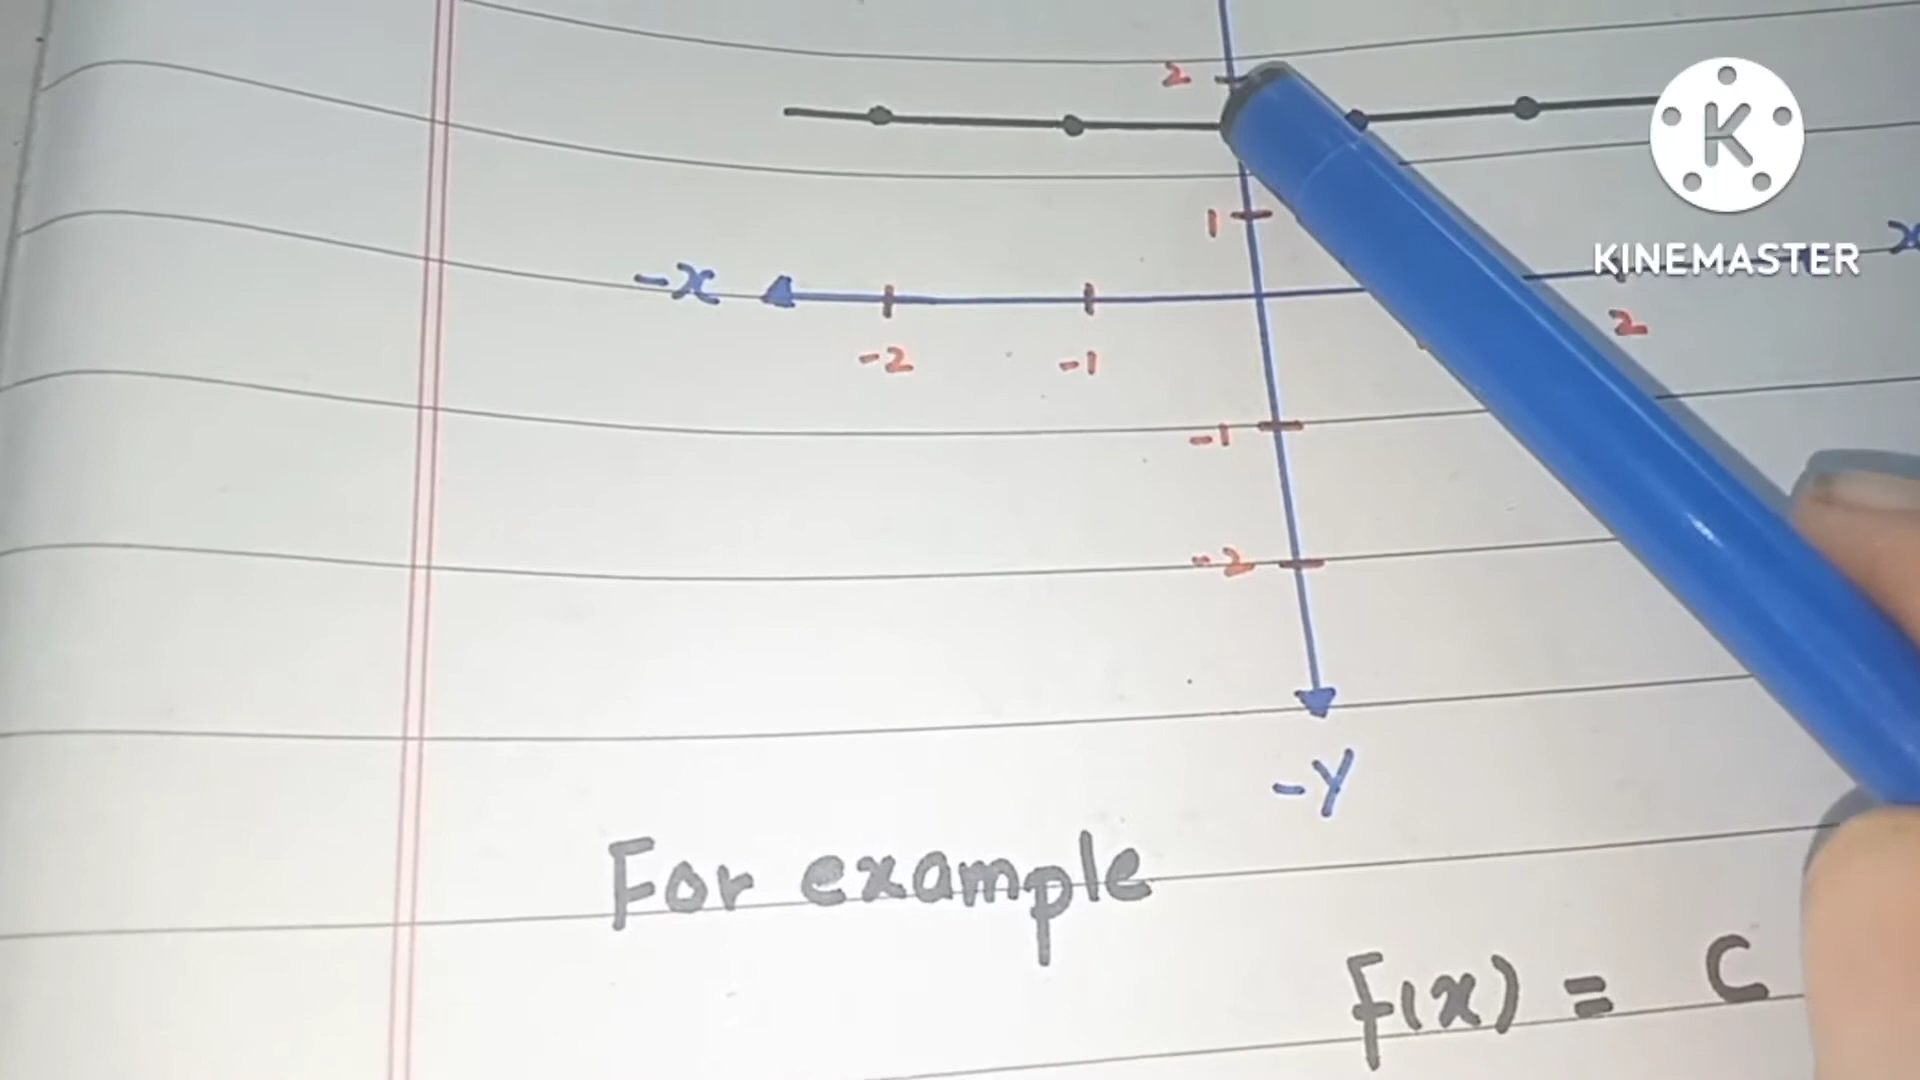 2
K
1
KINEMASTER
-x
x
-2
-1
2
-1
-2
-y
For example
f(x) = C